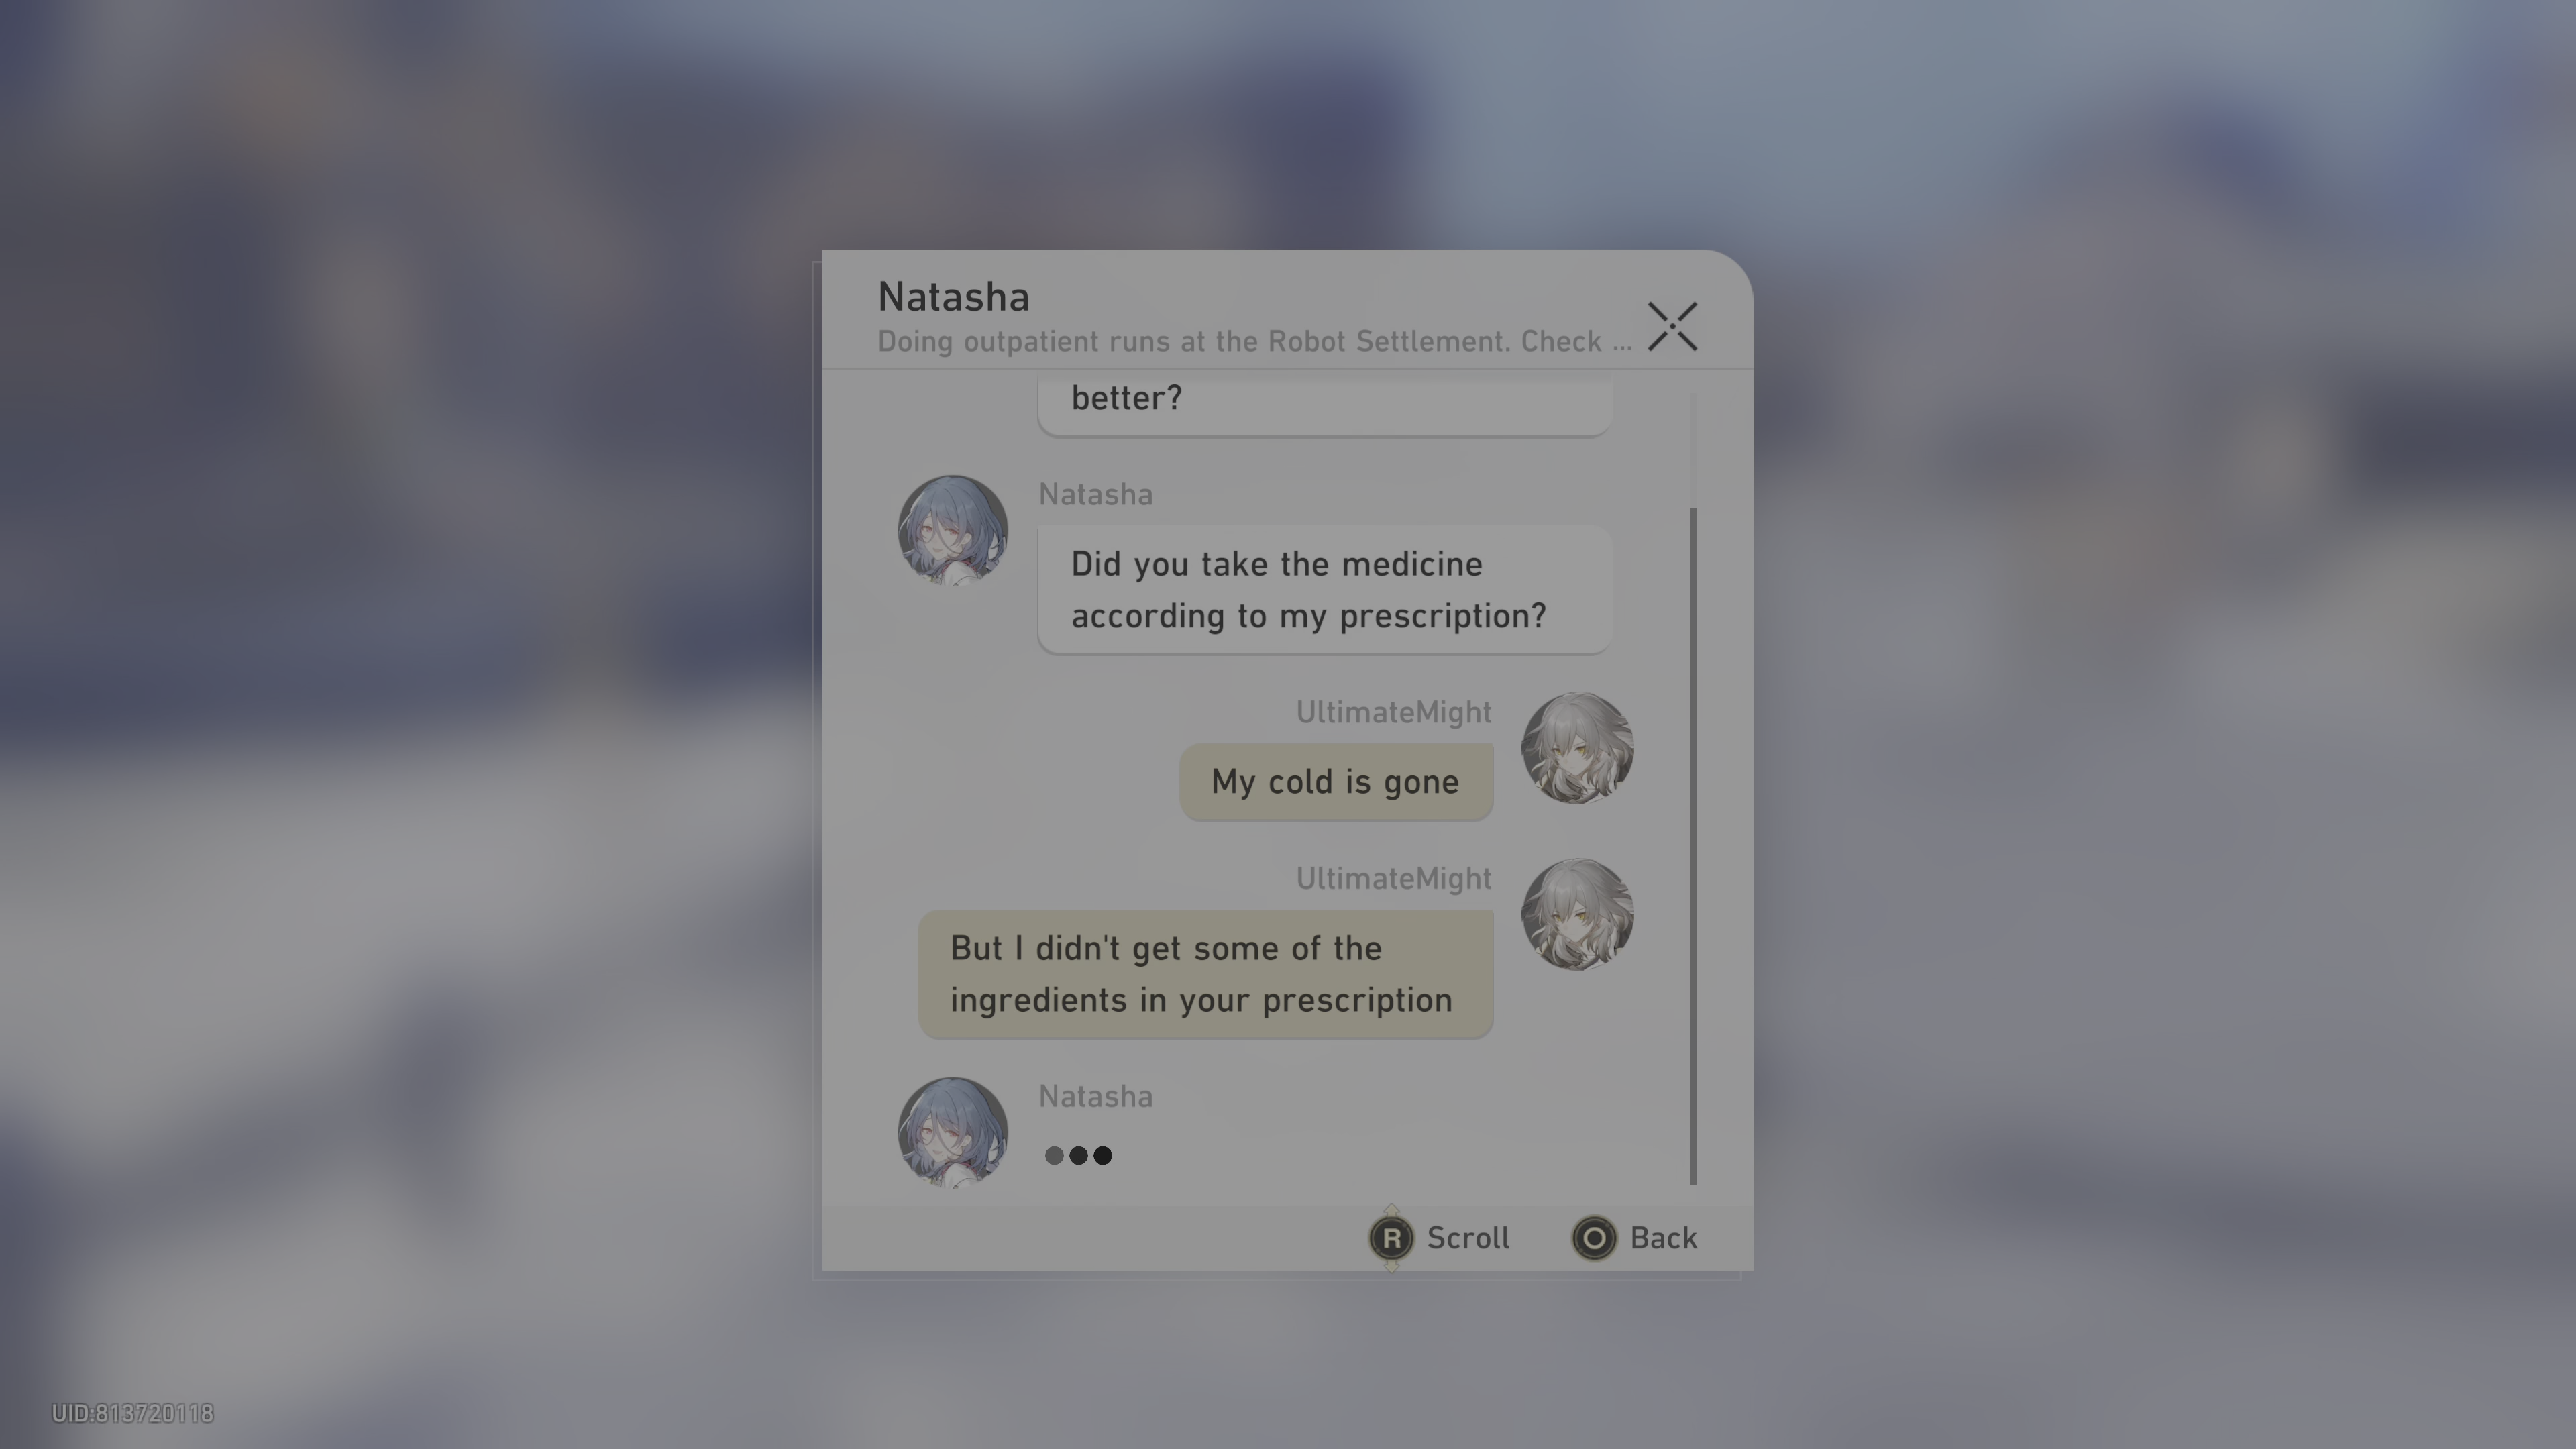 Natasha
Doing outpatient runs at the Robot Settlement. Check ...
better?
Natasha
Did you take the medicine
according to my prescription?
UltimateMight
My cold is gone
UltimateMight
But I didn't get some of the
ingredients in your prescription
Natasha
R Scroll
Back
UID:813720118